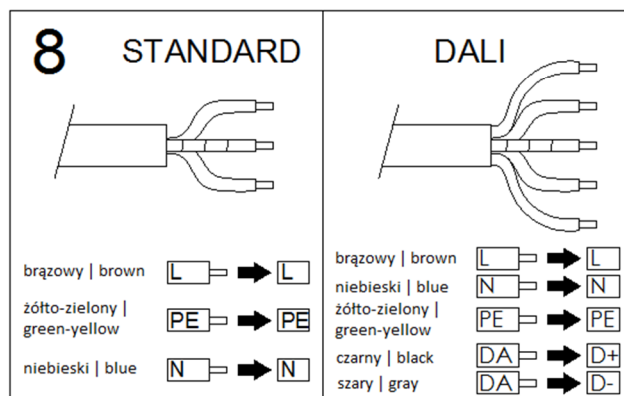 8 STANDARD
brązowy | brown L L
żółto-zielony |
green-yellow PE PE
niebieski | blue N N
DALI
brązowy | brown L L
niebieski | blue N N
żółto-zielony |
green-yellow PE PE
czarny | black DA D+
szary | gray DA D-